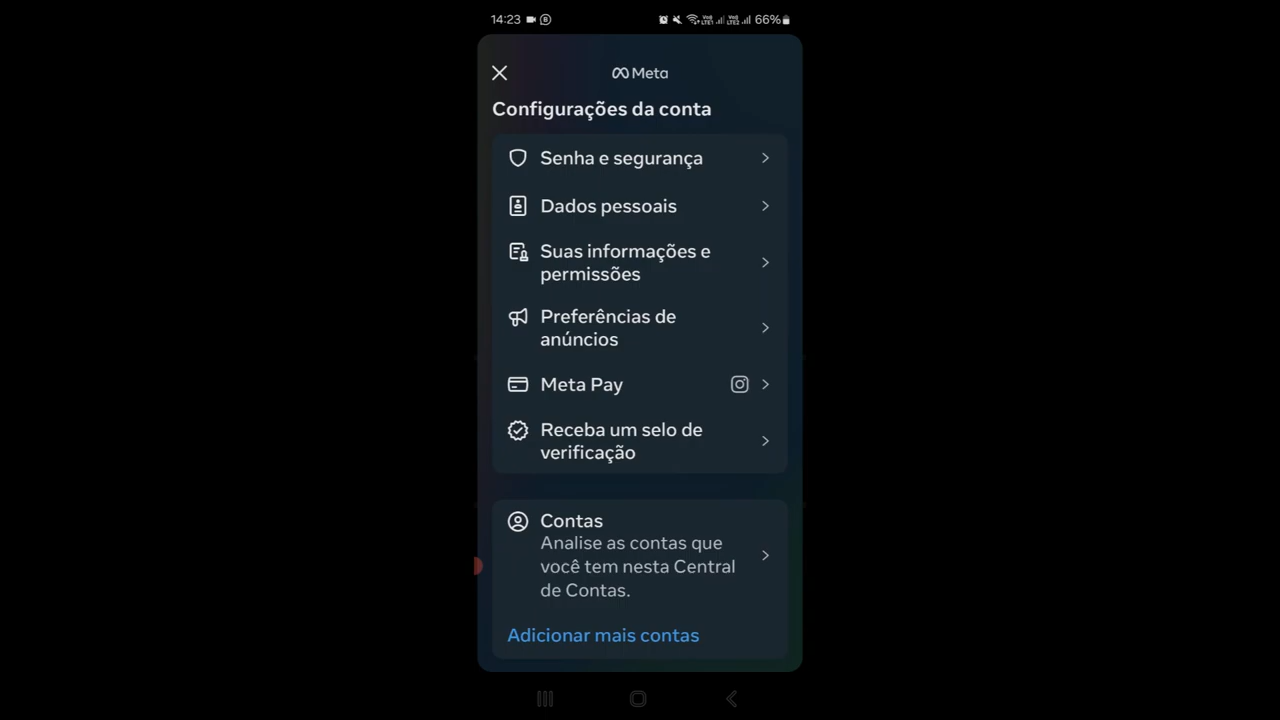 14:23
66%
Meta
Configurações da conta
Senha e segurança
Dados pessoais
Suas informações e
permissões
Preferências de
anúncios
Meta Pay
Receba um selo de
verificação
Contas
Analise as contas que
você tem nesta Central
de Contas.
Adicionar mais contas